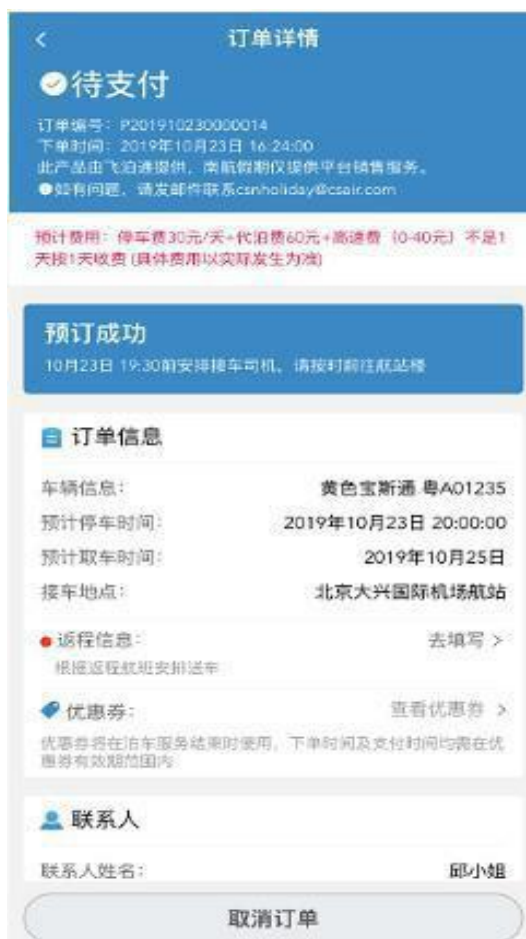 订单详情
待支付
订单编号：P201910230000014
下单时间：2019年10月23日 16:24:00
此产品由飞泊通提供，南航假期仅提供平台销售服务。
如有问题，请发邮件联系csnholiday@csair.com
预计费用：停车费30元/天+代泊费60元+高速费（0-40元）不足1
天按1天收费 (具体费用以实际发生为准)
预订成功
10月23日 19:30前安排接车司机，请按时前往航站楼
订单信息
车辆信息： 黄色宝斯通 粤A01235
预计停车时间： 2019年10月23日 20:00:00
预计取车时间： 2019年10月25日
接车地点： 北京大兴国际机场航站
返程信息： 去填写 >
根据返程航班安排送车
优惠券： 查看优惠券 >
优惠券将在泊车服务结束时使用，下单时间及支付时间均需在优
惠券有效期范围内
联系人
联系人姓名： 邱小姐
取消订单